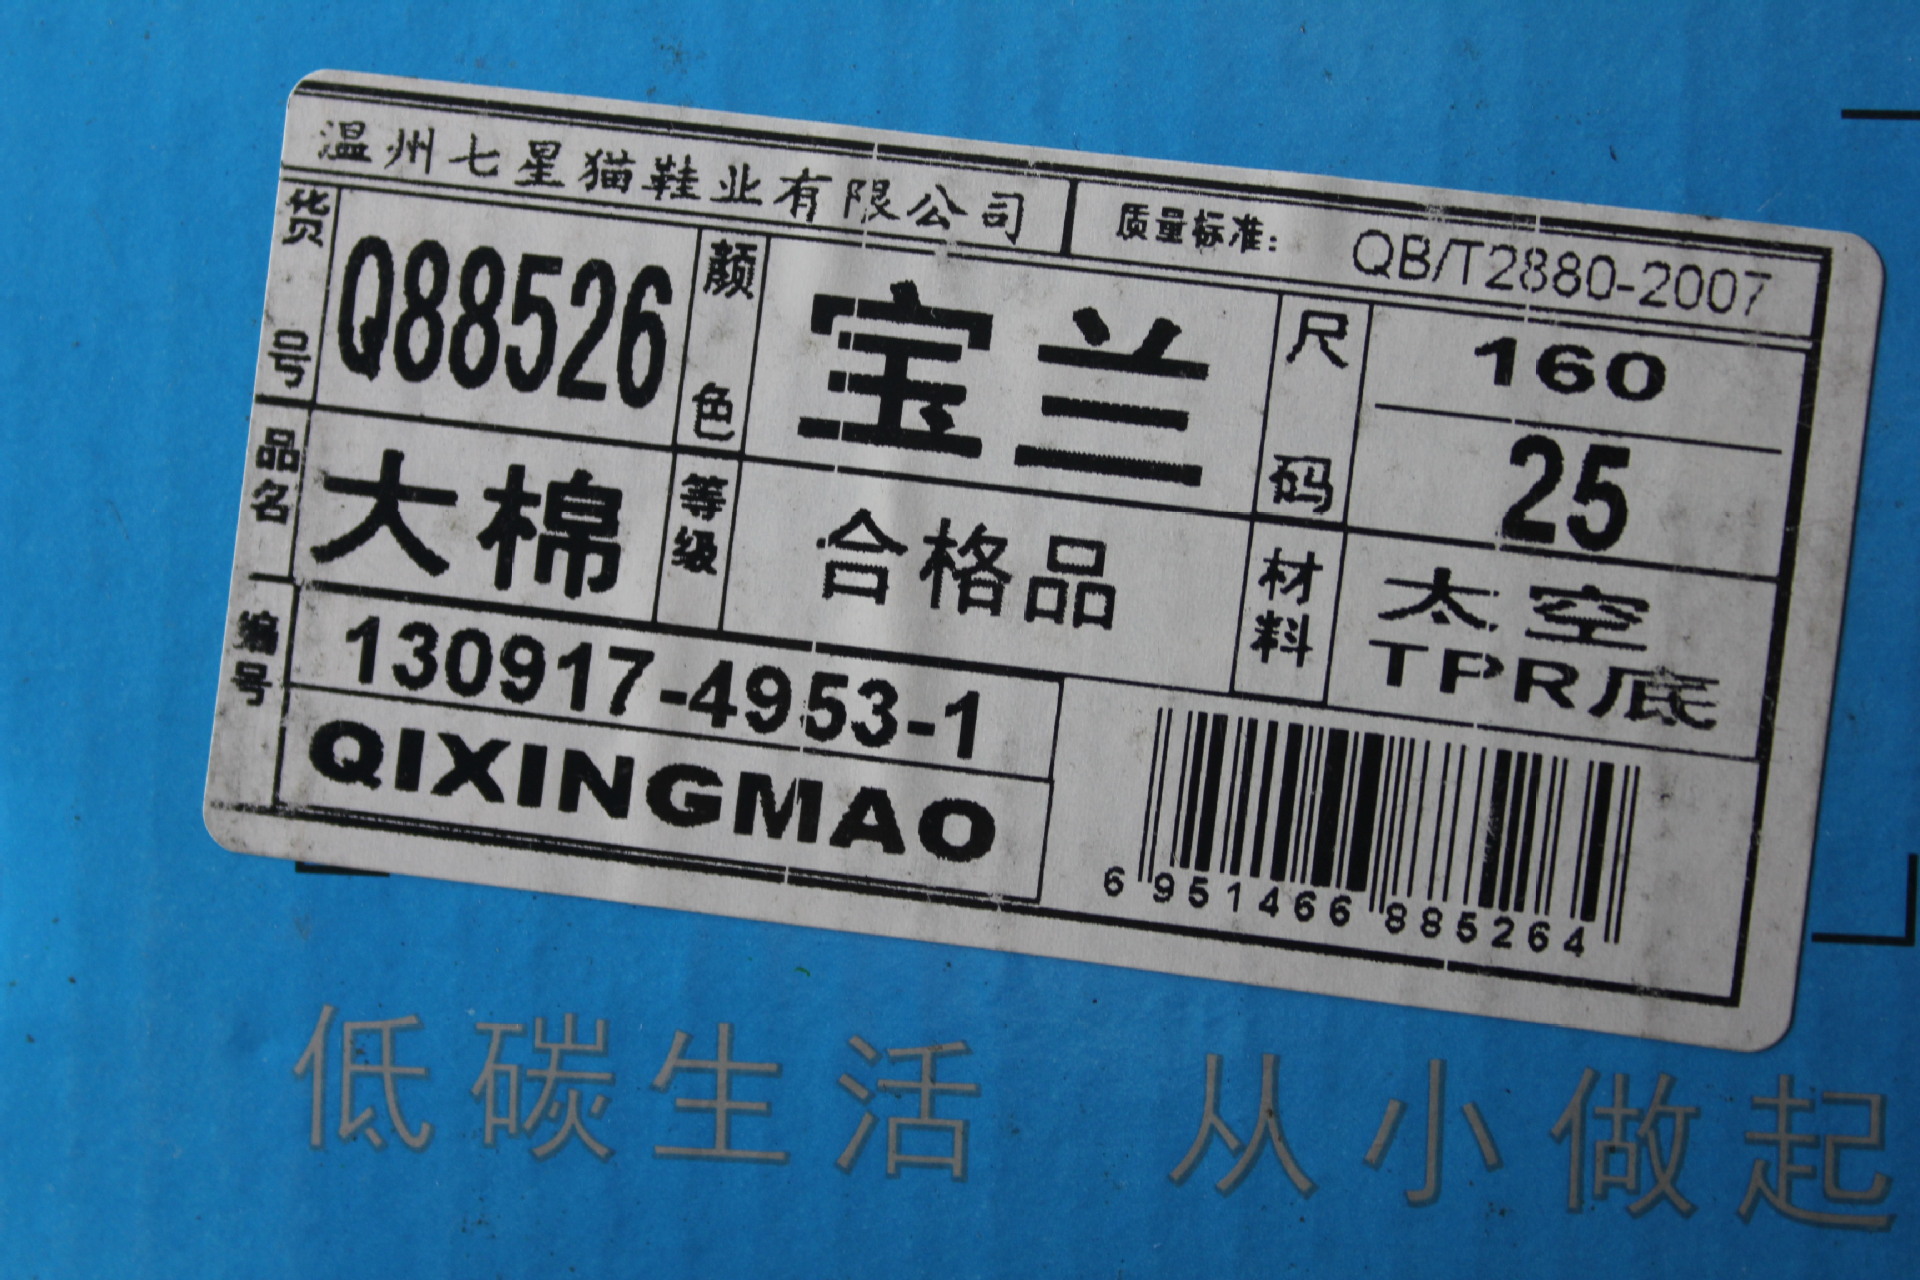 温州七星猫鞋业有限公司 质量标准: QB/T2880-2007
货号 Q88526 颜色 宝兰 尺码 160
25
品名 大棉 等级 合格品 材料 太空
TPR底
编号 130917-4953-1
QIXINGMAO
6 951466 885264
低碳生活 从小做起